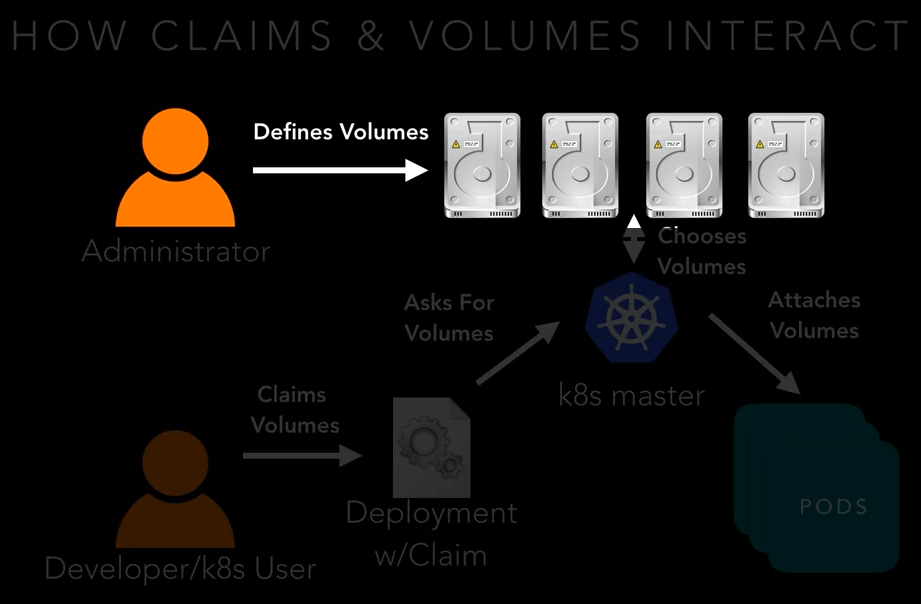 HOW CLAIMS & VOLUMES INTERACT
Defines Volumes
Administrator
Chooses
Volumes
Asks For
Volumes
Attaches
Volumes
k8s master
Claims
Volumes
PODS
Deployment
w/Claim
Developer/k8s User